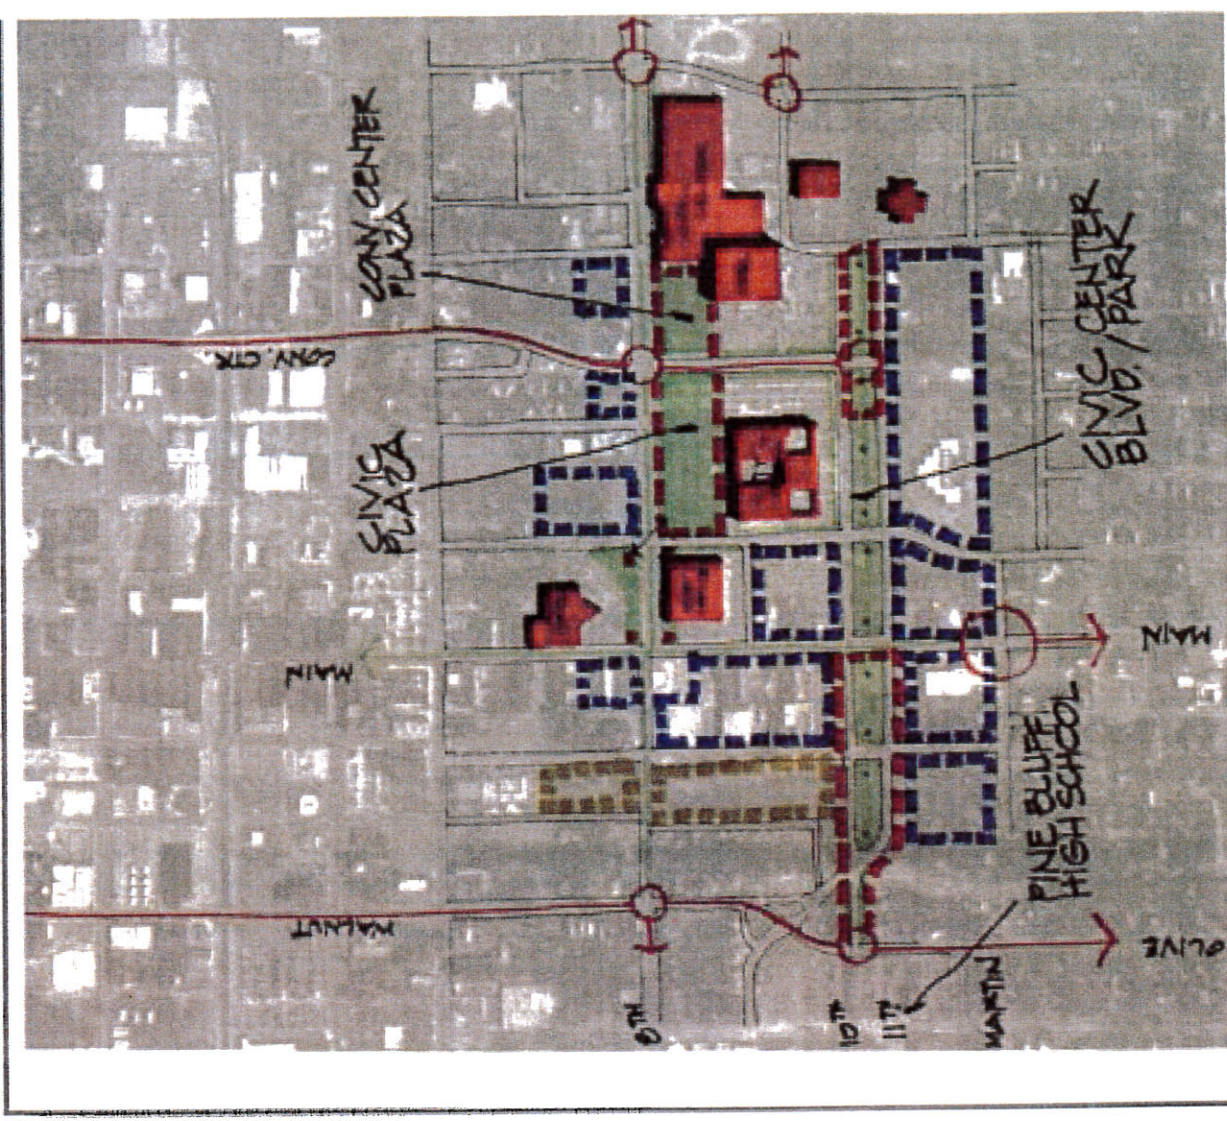 CONV. CENTER
PLAZA
CIVIC
PLAZA
CIVIC CENTER
BLVD. / PARK
CONV. CTR.
MAIN
MAIN
WALNUT
OLIVE
PINE BLUFF
HIGH SCHOOL
8TH
10TH
11TH
MARTIN